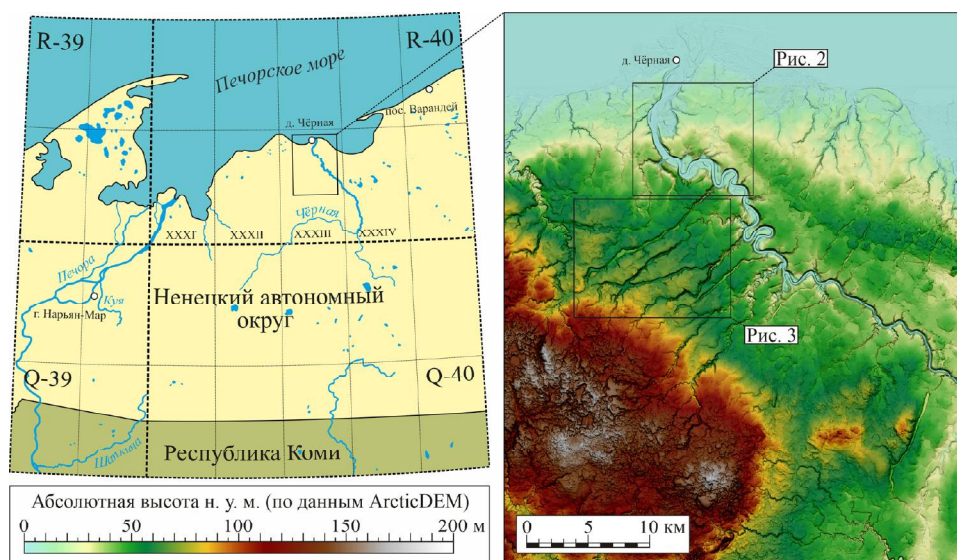 R-39
R-40
Печорское море
пос. Варандей
д. Чёрная
Чёрная
XXXI
XXXII
XXXIII
XXXIV
Печора
Куя
г. Нарьян-Мар
Ненецкий автономный
округ
Q-39
Q-40
Шапкина
Республика Коми
Абсолютная высота н. у. м. (по данным ArcticDEM)
0 50 100 150 200 м
д. Чёрная
Рис. 2
Рис. 3
0 5 10 км